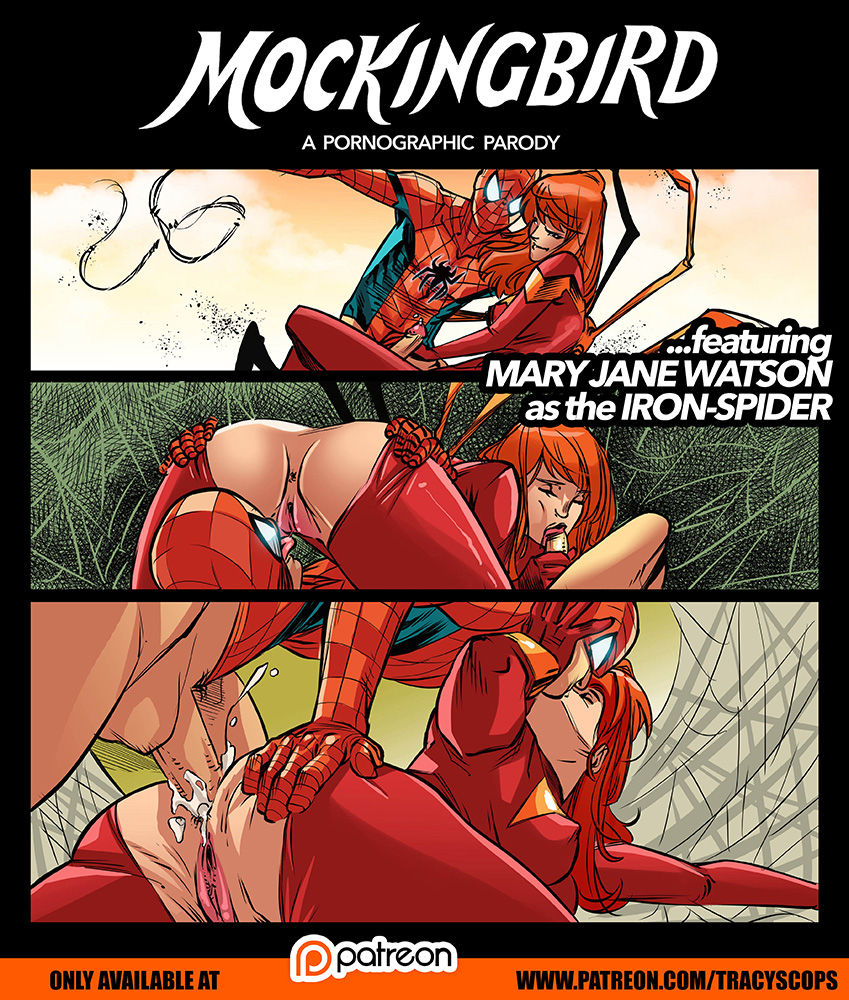 MOCKINGBIRD
A PORNOGRAPHIC PARODY
...featuring
MARY JANE WATSON
as the IRON-SPIDER
ONLY AVAILABLE AT
patreon
WWW.PATREON.COM/TRACYSCOPS